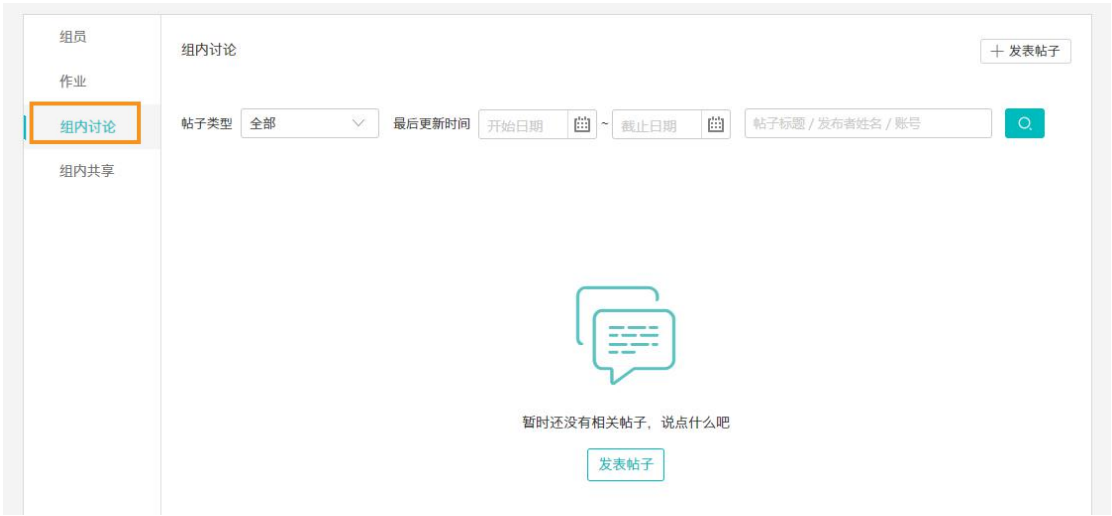 组员
作业
组内讨论
组内共享
组内讨论
发表帖子
帖子类型 全部 最后更新时间 开始日期 ~ 截止日期 帖子标题 / 发布者姓名 / 账号
暂时还没有相关帖子，说点什么吧
发表帖子